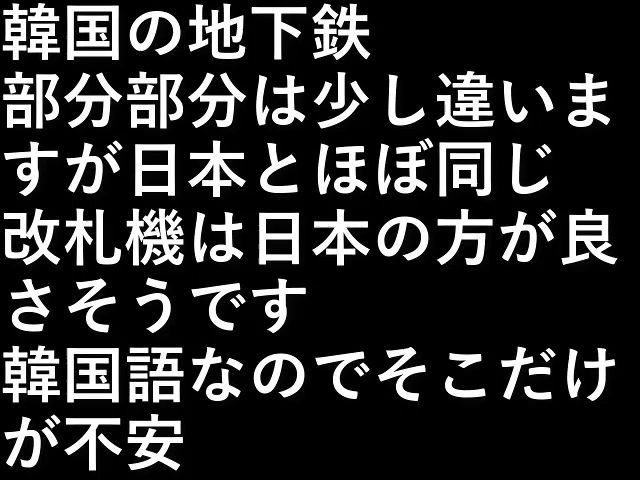 韓国の地下鉄
部分部分は少し違いま
すが日本とほぼ同じ
改札機は日本の方が良
さそうです
韓国語なのでそこだけ
が不安